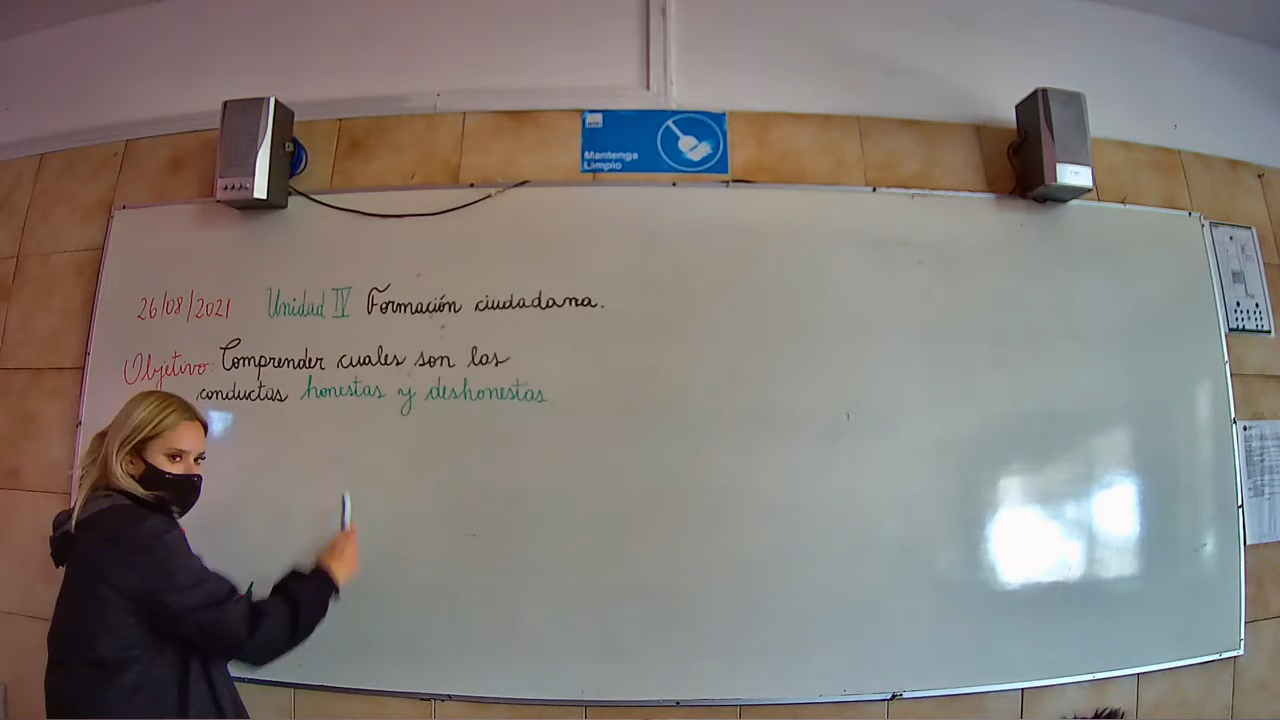 Mantenga
Limpio
26/08/2021 Unidad IV Formación ciudadana.
Objetivo: Comprender cuales son las
conductas honestas y deshonestas